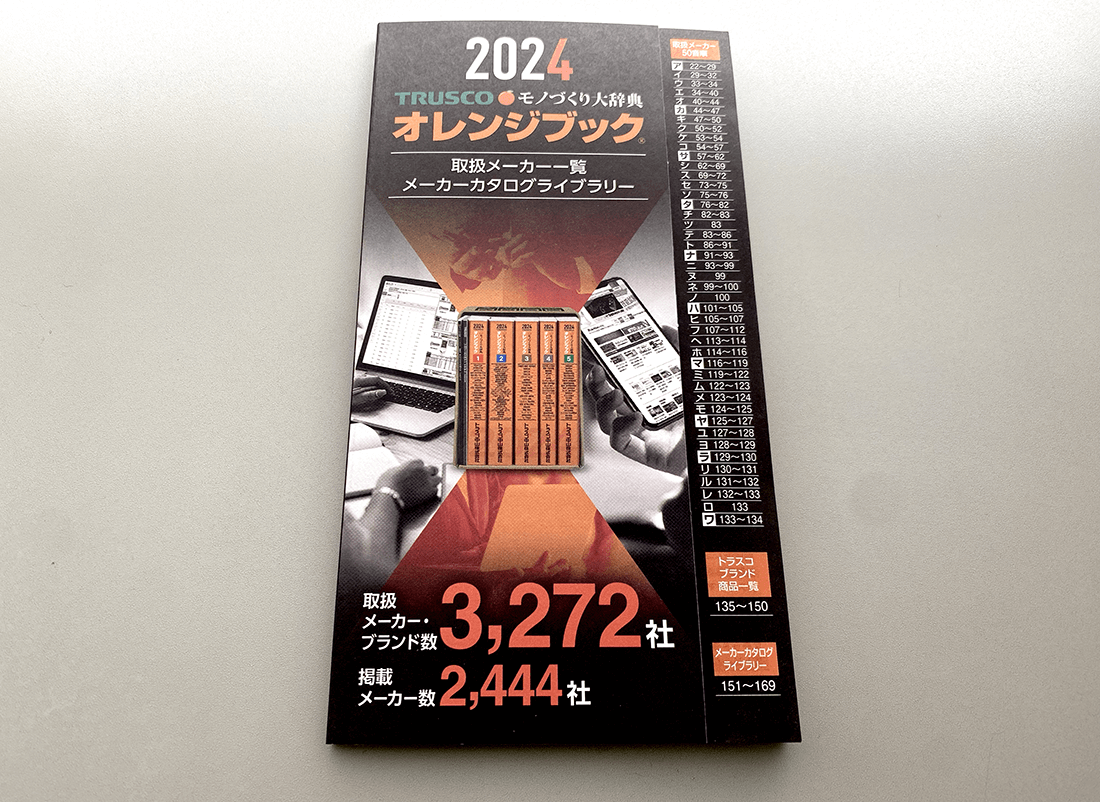 2024
TRUSCO モノづくり大辞典
オレンジブック®
取扱メーカー一覧
メーカーカタログライブラリー
2024 2024 2024 2024 2024
1 2 3 4 5
取扱
メーカー・
ブランド数
3,272社
掲載
メーカー数
2,444社
取扱メーカー
50音索
ア 22〜29
イ 29〜32
ウ 33〜34
エ 34〜40
オ 40〜44
カ 44〜47
キ 47〜50
ク 50〜52
ケ 53〜54
コ 54〜57
サ 57〜62
シ 62〜69
ス 69〜72
セ 73〜75
ソ 75〜76
タ 76〜82
チ 82〜83
ツ 83
テ 83〜86
ト 86〜91
ナ 91〜93
ニ 93〜99
ヌ 99
ネ 99〜100
ノ 100
ハ 101〜105
ヒ 105〜107
フ 107〜112
ヘ 113〜114
ホ 114〜116
マ 116〜119
ミ 119〜122
ム 122〜123
メ 123〜124
モ 124〜125
ヤ 125〜127
ユ 127〜128
ヨ 128〜129
ラ 129〜130
リ 130〜131
ル 131〜132
レ 132〜133
ロ 133
ワ 133〜134
トラスコ
ブランド
商品一覧
135〜150
メーカーカタログ
ライブラリー
151〜169